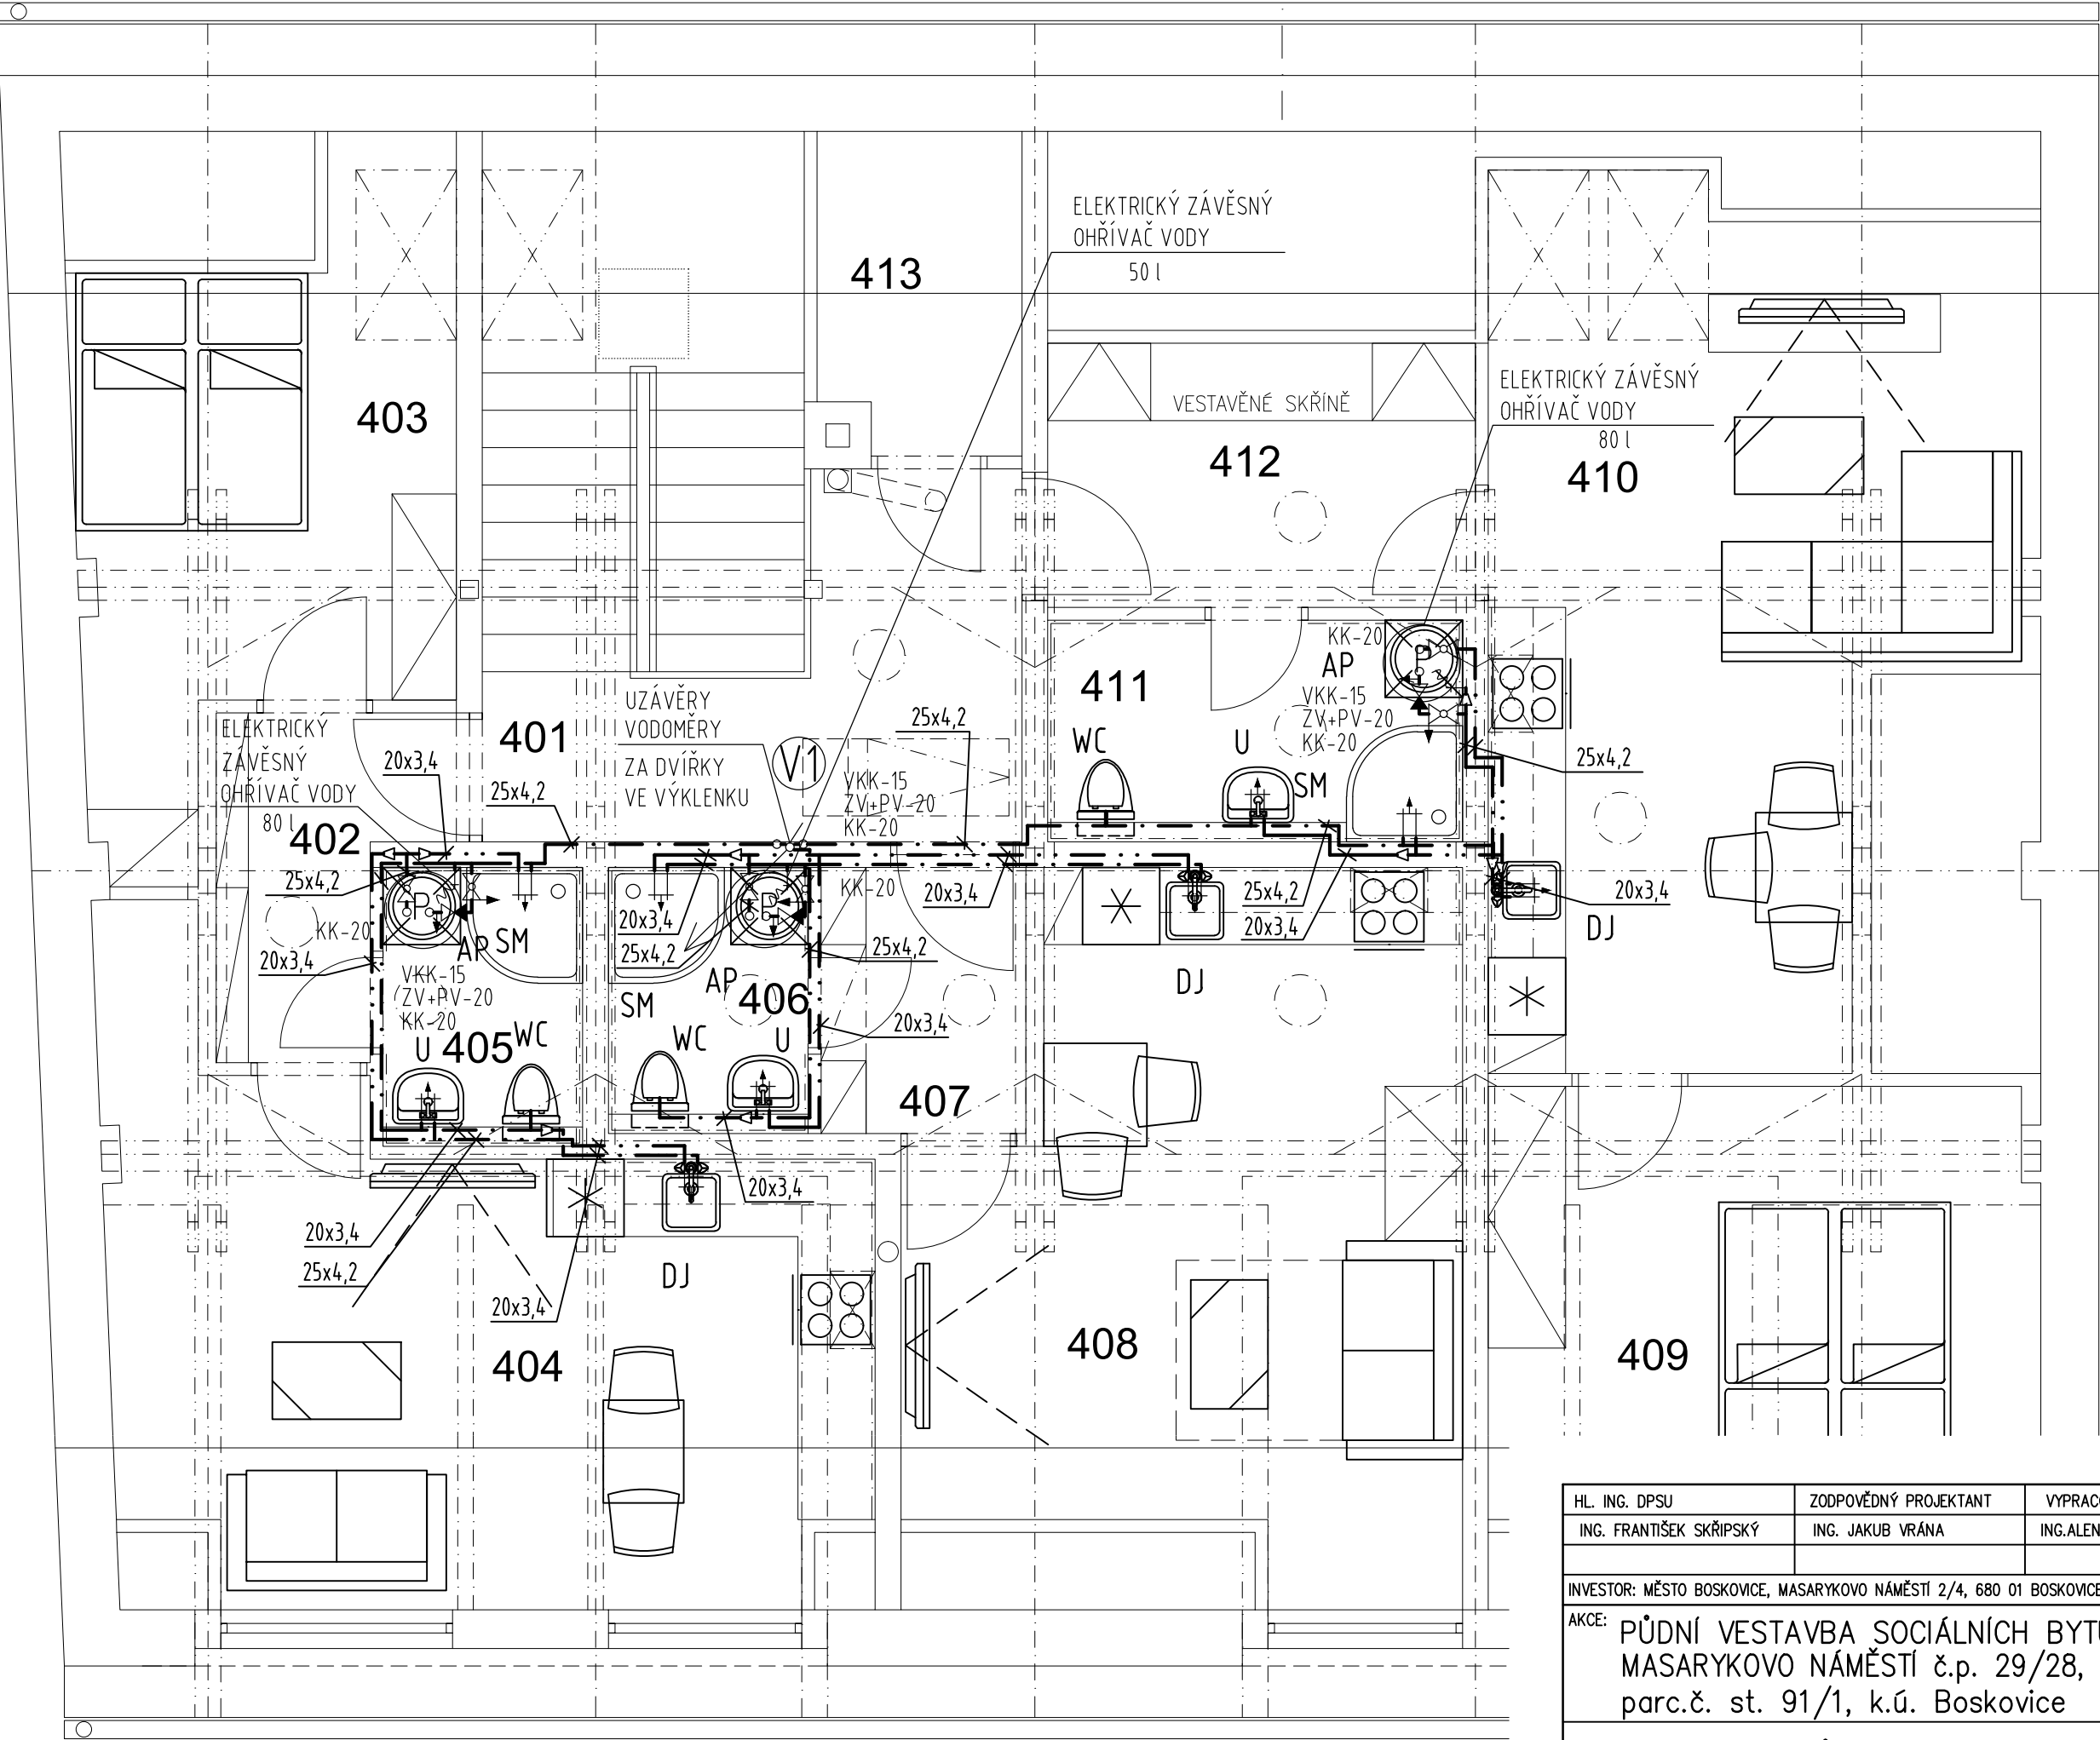 ELEKTRICKÝ ZÁVĚSNÝ
OHŘÍVAČ VODY
50 l
413
403
VESTAVĚNÉ SKŘÍNĚ
412
ELEKTRICKÝ ZÁVĚSNÝ
OHŘÍVAČ VODY
80 l
410
KK-20
AP
P
411
VKK-15
ZV+PV-20
KK-20
WC
U
SM
25x4,2
UZÁVĚRY
VODOMĚRY
ZA DVÍŘKY
VE VÝKLENKU
V1
401
25x4,2
VKK-15
ZV+PV-20
KK-20
ELEKTRICKÝ
ZÁVĚSNÝ
OHŘÍVAČ VODY
80 l
402
20x3,4
25x4,2
25x4,2
KK-20
20x3,4
P
AP
SM
VKK-15
ZV+PV-20
KK-20
U
405
WC
20x3,4
25x4,2
P
KK-20
AP
SM
406
WC
U
25x4,2
20x3,4
20x3,4
25x4,2
20x3,4
20x3,4
DJ
DJ
407
20x3,4
20x3,4
25x4,2
20x3,4
DJ
404
408
409
HL. ING. DPSU
ZODPOVĚDNÝ PROJEKTANT
VYPRAC
ING. FRANTIŠEK SKŘIPSKÝ
ING. JAKUB VRÁNA
ING.ALEN
INVESTOR: MĚSTO BOSKOVICE, MASARYKOVO NÁMĚSTÍ 2/4, 680 01 BOSKOVICE
AKCE:
PŮDNÍ VESTAVBA SOCIÁLNÍCH BYTŮ
MASARYKOVO NÁMĚSTÍ č.p. 29/28,
parc.č. st. 91/1, k.ú. Boskovice